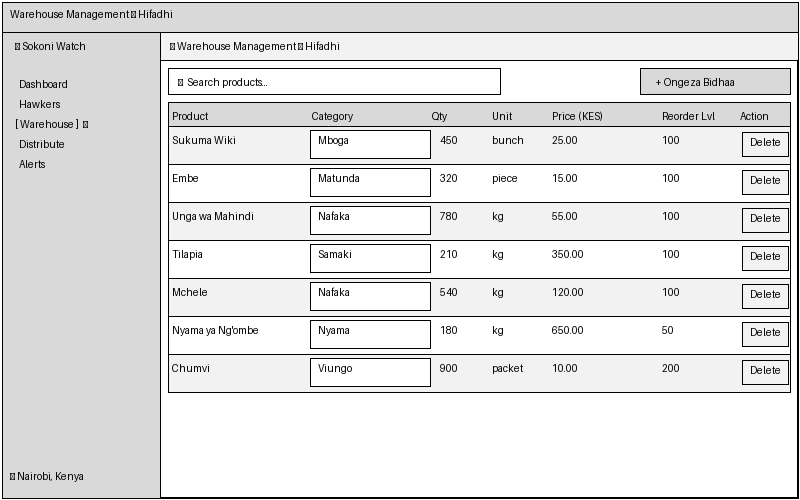 Warehouse Management Hifadhi
Sokoni Watch
Warehouse Management Hifadhi
Dashboard
Hawkers
[ Warehouse ]
Distribute
Alerts
Nairobi, Kenya
Search products...
+ Ongeza Bidhaa
Product Category Qty Unit Price (KES) Reorder Lvl Action
Sukuma Wiki Mboga 450 bunch 25.00 100 Delete
Embe Matunda 320 piece 15.00 100 Delete
Unga wa Mahindi Nafaka 780 kg 55.00 100 Delete
Tilapia Samaki 210 kg 350.00 100 Delete
Mchele Nafaka 540 kg 120.00 100 Delete
Nyama ya Ng'ombe Nyama 180 kg 650.00 50 Delete
Chumvi Viungo 900 packet 10.00 200 Delete